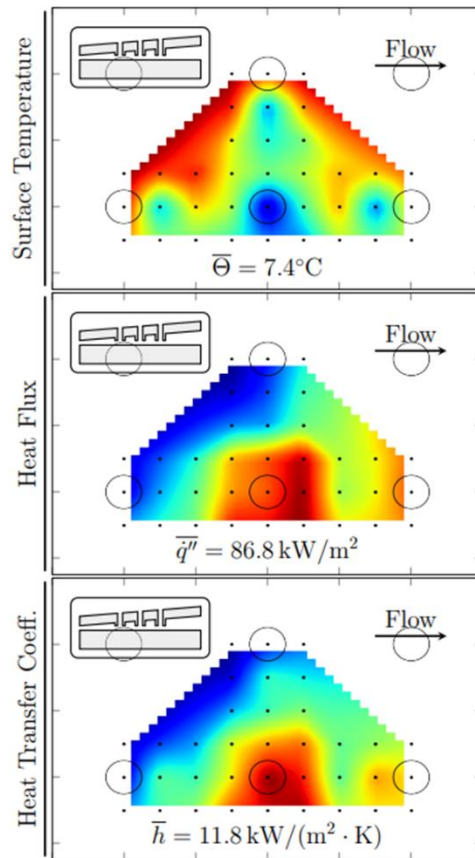 Surface Temperature
Flow
Θ̅ = 7.4°C
Heat Flux
Flow
q̇″̅ = 86.8 kW/m²
Heat Transfer Coeff.
Flow
h̅ = 11.8 kW/(m² · K)